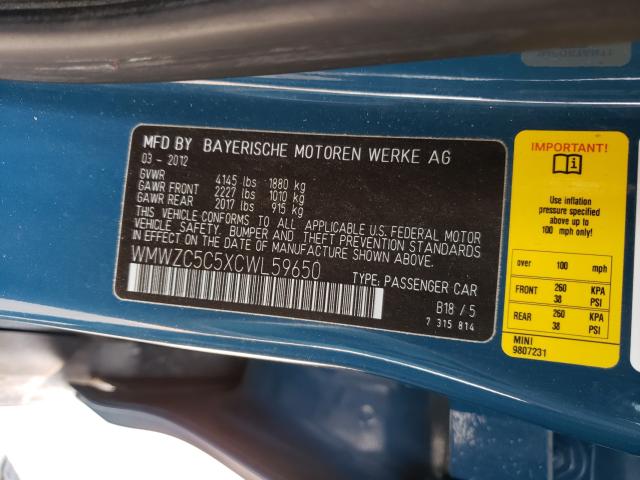 MFD BY BAYERISCHE MOTOREN WERKE AG
03 - 2012
GVWR 4145 lbs 1880 kg
GAWR FRONT 2227 lbs 1010 kg
GAWR REAR 2017 lbs 915 kg
THIS VEHICLE CONFORMS TO ALL APPLICABLE U.S. FEDERAL MOTOR
VEHICLE SAFETY, BUMPER, AND THEFT PREVENTION STANDARDS
IN EFFECT ON THE DATE OF MANUFACTURE SHOWN ABOVE.
WMWZC5C5XCWL59650
TYPE: PASSENGER CAR
B18 / 5
7 315 814
IMPORTANT!
Use inflation
pressure specified
above up to
100 mph only!
over 100 mph
FRONT 260 KPA
38 PSI
REAR 260 KPA
38 PSI
MINI
9807231